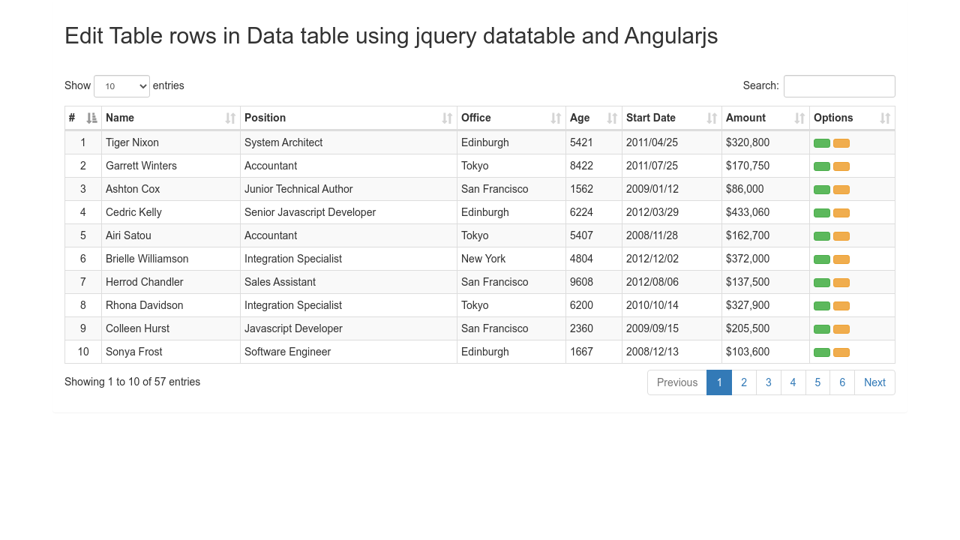 Edit Table rows in Data table using jquery datatable and Angularjs
Show 10 entries Search:
# Name Position Office Age Start Date Amount Options
1 Tiger Nixon System Architect Edinburgh 5421 2011/04/25 $320,800
2 Garrett Winters Accountant Tokyo 8422 2011/07/25 $170,750
3 Ashton Cox Junior Technical Author San Francisco 1562 2009/01/12 $86,000
4 Cedric Kelly Senior Javascript Developer Edinburgh 6224 2012/03/29 $433,060
5 Airi Satou Accountant Tokyo 5407 2008/11/28 $162,700
6 Brielle Williamson Integration Specialist New York 4804 2012/12/02 $372,000
7 Herrod Chandler Sales Assistant San Francisco 9608 2012/08/06 $137,500
8 Rhona Davidson Integration Specialist Tokyo 6200 2010/10/14 $327,900
9 Colleen Hurst Javascript Developer San Francisco 2360 2009/09/15 $205,500
10 Sonya Frost Software Engineer Edinburgh 1667 2008/12/13 $103,600
Showing 1 to 10 of 57 entries Previous 1 2 3 4 5 6 Next